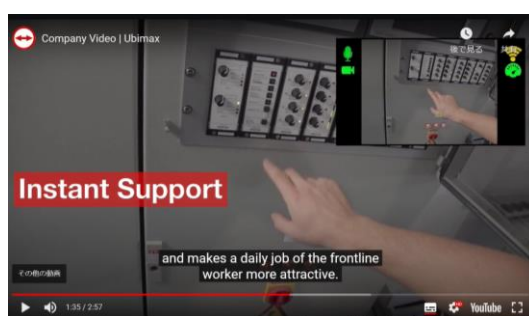 Company Video | Ubimax
後で見る
Instant Support
and makes a daily job of the frontline
worker more attractive.
その他の動画
1:35 / 2:57
YouTube